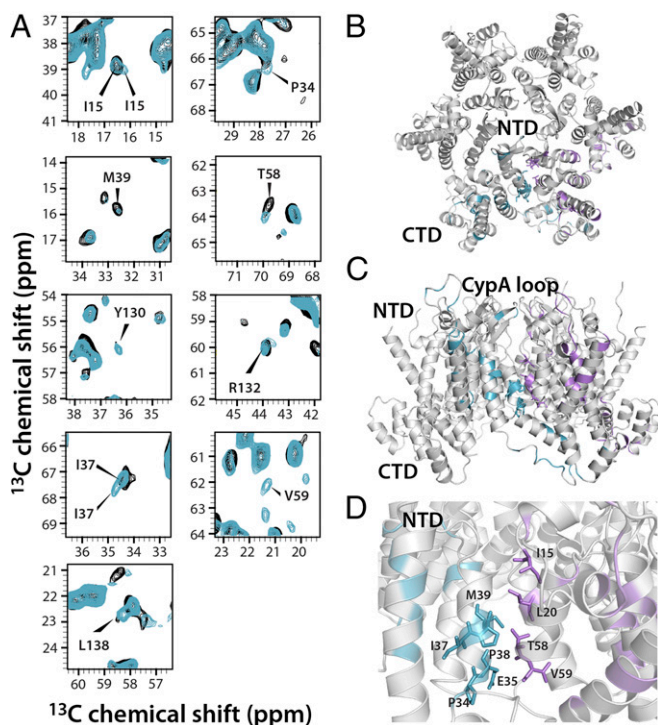 A
B
C
D
37
38
39
40
41
I15
I15
18 17 16 15 14
65
66
67
68
P34
29 28 27 26
14
15
16
17
M39
34 33 32 31
62
63
64
65
T58
71 70 69 68
54
55
56
57
58
Y130
38 37 36 35
58
59
60
61
62
R132
45 44 43 42
66
67
68
69
I37
I37
36 35 34 33
61
62
63
64
V59
23 22 21 20
21
22
23
24
25
L138
60 59 58 57
¹³C chemical shift (ppm)
¹³C chemical shift (ppm)
NTD
CTD
CypA loop
NTD
CTD
NTD
I15
M39
L20
I37
T58
P38
V59
E35
P34